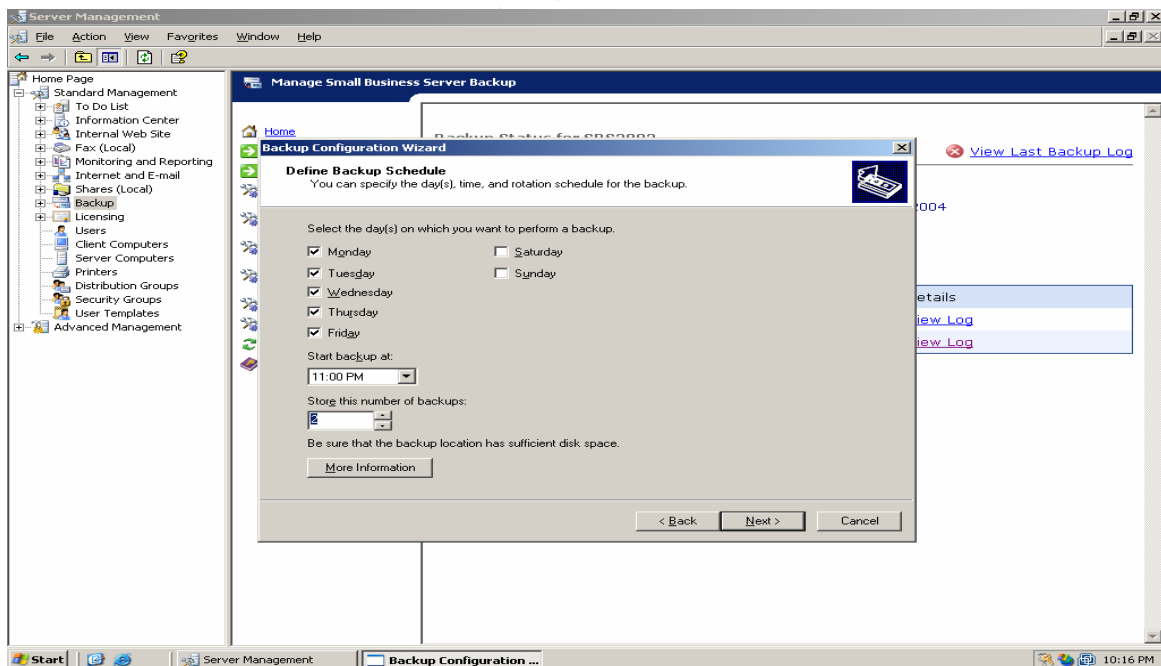 Server Management
File Action View Favorites Window Help
Home Page
Standard Management
To Do List
Information Center
Internal Web Site
Fax (Local)
Monitoring and Reporting
Internet and E-mail
Shares (Local)
Backup
Licensing
Users
Client Computers
Server Computers
Printers
Distribution Groups
Security Groups
User Templates
Advanced Management
Manage Small Business Server Backup
Home
Backup Status for SBS2003
View Last Backup Log
2004
etails
iew Log
iew Log
Backup Configuration Wizard
Define Backup Schedule
You can specify the day(s), time, and rotation schedule for the backup.
Select the day(s) on which you want to perform a backup.
Monday Saturday
Tuesday Sunday
Wednesday
Thursday
Friday
Start backup at:
11:00 PM
Store this number of backups:
2
Be sure that the backup location has sufficient disk space.
More Information
< Back Next > Cancel
Start Server Management Backup Configuration ... 10:16 PM